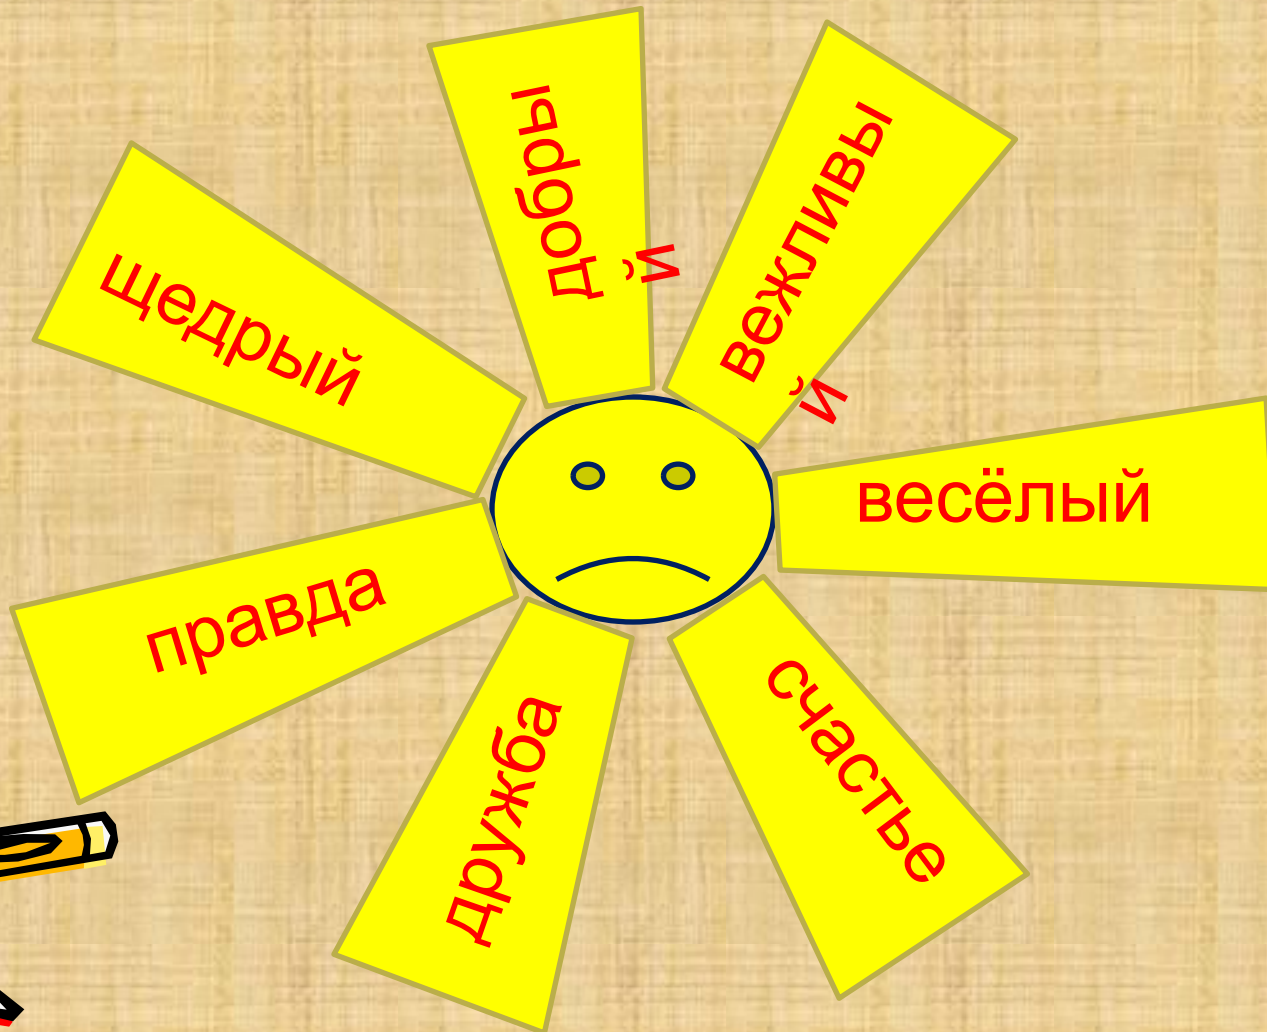 добры
й
вежливы
й
весёлый
счастье
дружба
правда
щедрый